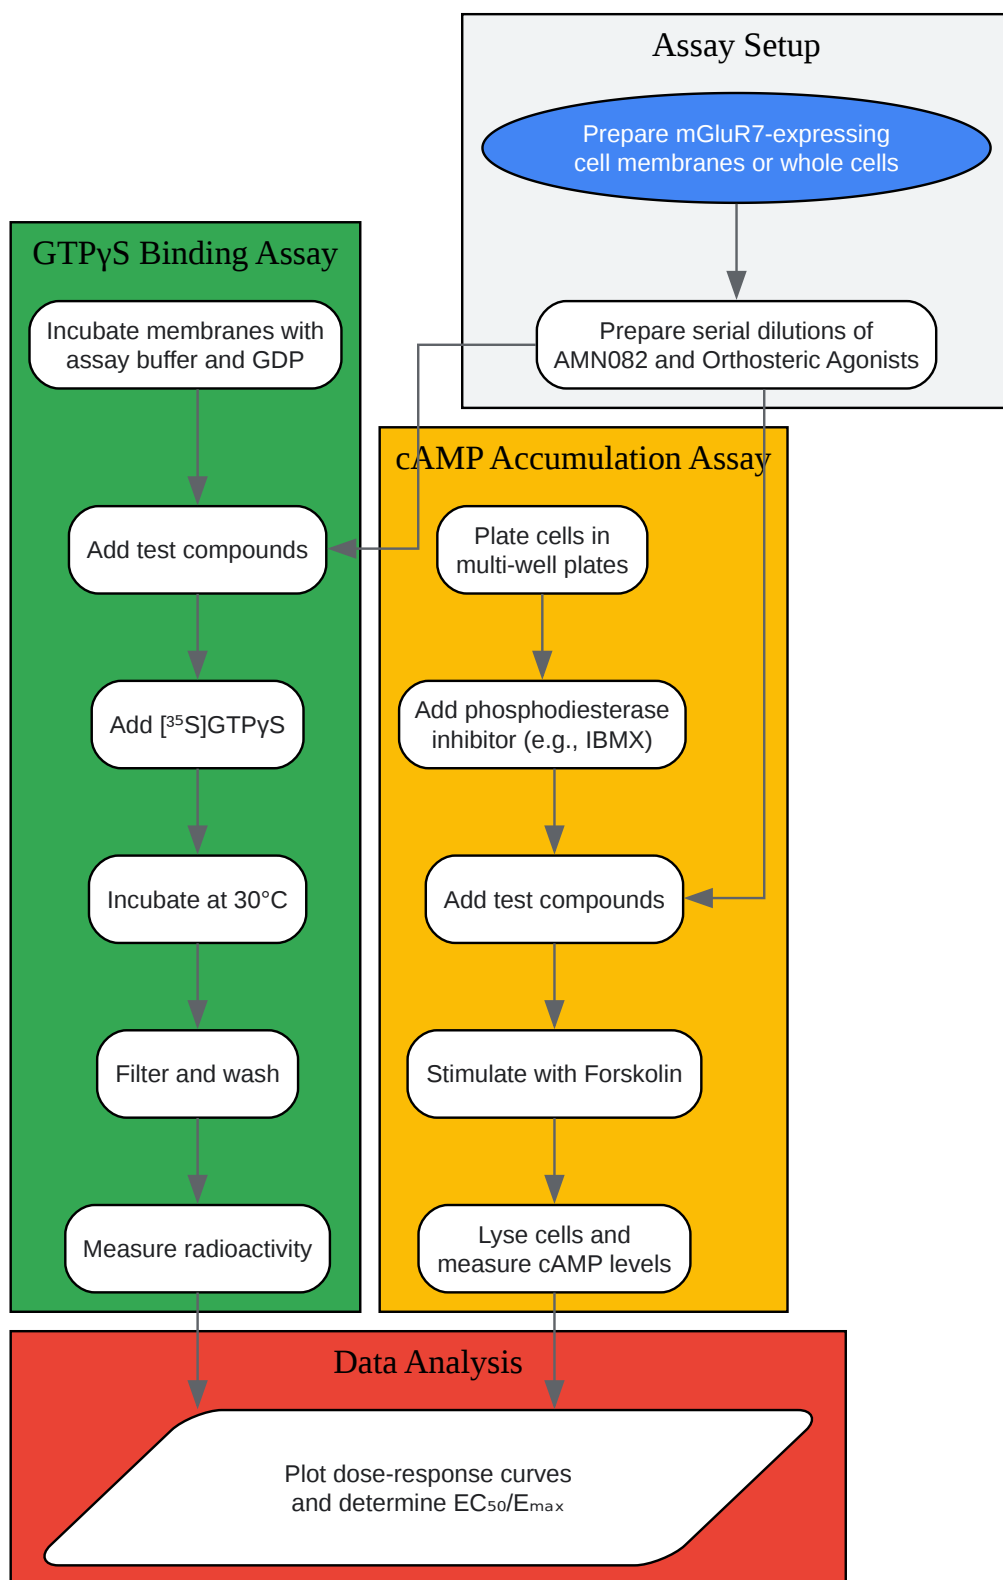 Assay Setup
Prepare mGluR7-expressing
cell membranes or whole cells
Prepare serial dilutions of
AMN082 and Orthosteric Agonists
GTPγS Binding Assay
Incubate membranes with
assay buffer and GDP
Add test compounds
Add [³⁵S]GTPγS
Incubate at 30°C
Filter and wash
Measure radioactivity
cAMP Accumulation Assay
Plate cells in
multi-well plates
Add phosphodiesterase
inhibitor (e.g., IBMX)
Add test compounds
Stimulate with Forskolin
Lyse cells and
measure cAMP levels
Data Analysis
Plot dose-response curves
and determine EC₅₀/Eₘₐₓ